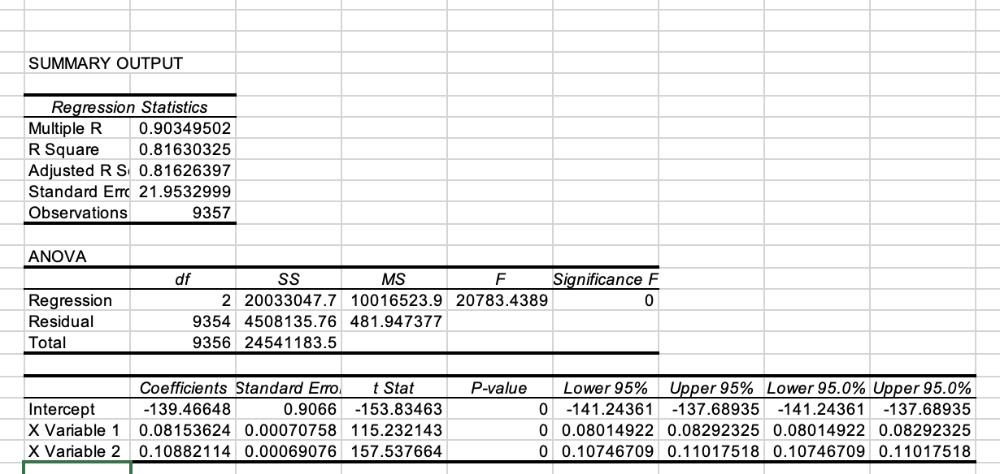 SUMMARY OUTPUT
Regression Statistics
Multiple R 0.90349502
R Square 0.81630325
Adjusted R S 0.81626397
Standard Erro 21.9532999
Observations 9357
ANOVA
df SS MS F Significance F
Regression 2 20033047.7 10016523.9 20783.4389 0
Residual 9354 4508135.76 481.947377
Total 9356 24541183.5
Coefficients Standard Error t Stat P-value Lower 95% Upper 95% Lower 95.0% Upper 95.0%
Intercept -139.46648 0.9066 -153.83463 0 -141.24361 -137.68935 -141.24361 -137.68935
X Variable 1 0.08153624 0.00070758 115.232143 0 0.08014922 0.08292325 0.08014922 0.08292325
X Variable 2 0.10882114 0.00069076 157.537664 0 0.10746709 0.11017518 0.10746709 0.11017518